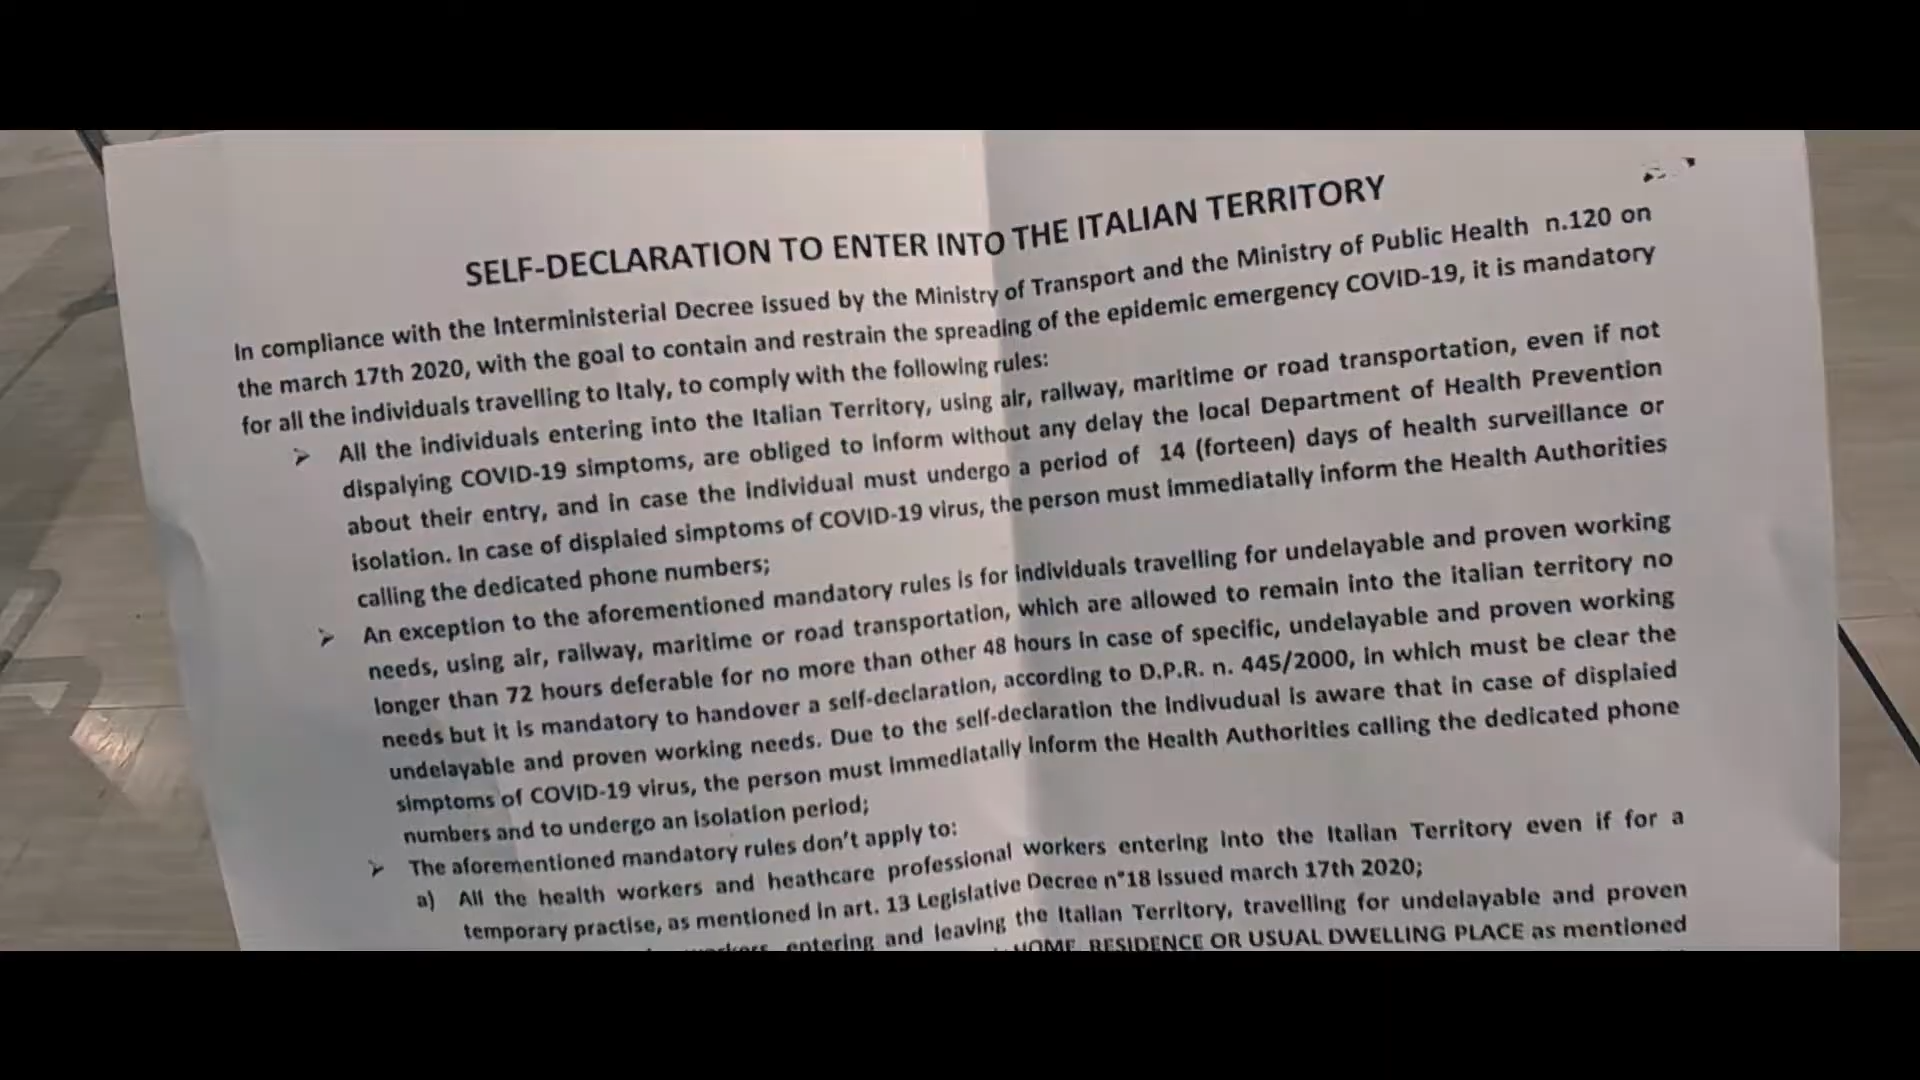 SELF-DECLARATION TO ENTER INTO THE ITALIAN TERRITORY
In compliance with the Interministerial Decree issued by the Ministry of Transport and the Ministry of Public Health n.120 on
the march 17th 2020, with the goal to contain and restrain the spreading of the epidemic emergency COVID-19, it is mandatory
for all the individuals travelling to Italy, to comply with the following rules:
➢ All the individuals entering into the Italian Territory, using air, railway, maritime or road transportation, even if not
dispalying COVID-19 simptoms, are obliged to inform without any delay the local Department of Health Prevention
about their entry, and in case the individual must undergo a period of 14 (forteen) days of health surveillance or
isolation. In case of displaied simptoms of COVID-19 virus, the person must immediatally inform the Health Authorities
calling the dedicated phone numbers;
➢ An exception to the aforementioned mandatory rules is for individuals travelling for undelayable and proven working
needs, using air, railway, maritime or road transportation, which are allowed to remain into the italian territory no
longer than 72 hours deferable for no more than other 48 hours in case of specific, undelayable and proven working
needs but it is mandatory to handover a self-declaration, according to D.P.R. n. 445/2000, in which must be clear the
undelayable and proven working needs. Due to the self-declaration the indivudual is aware that in case of displaied
simptoms of COVID-19 virus, the person must immediatally inform the Health Authorities calling the dedicated phone
numbers and to undergo an isolation period;
➢ The aforementioned mandatory rules don't apply to:
a) All the health workers and heathcare professional workers entering into the Italian Territory even if for a
temporary practise, as mentioned in art. 13 Legislative Decree n°18 issued march 17th 2020;
entering and leaving the Italian Territory, travelling for undelayable and proven
HOME, RESIDENCE OR USUAL DWELLING PLACE as mentioned